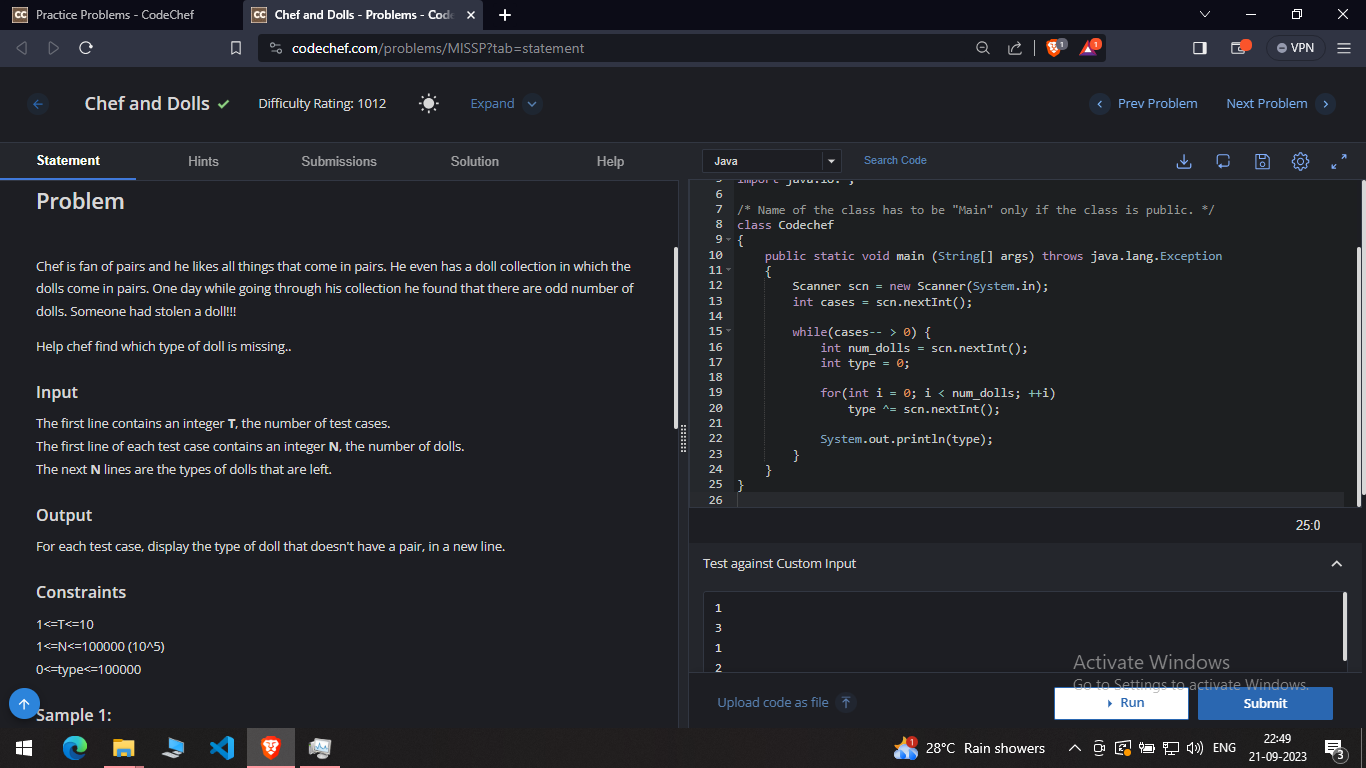 Practice Problems - CodeChef
Chef and Dolls - Problems - Code
codechef.com/problems/MISSP?tab=statement
1
1
VPN
Chef and Dolls
Difficulty Rating: 1012
Expand
Prev Problem
Next Problem
Statement
Hints
Submissions
Solution
Help
Problem
Chef is fan of pairs and he likes all things that come in pairs. He even has a doll collection in which the
dolls come in pairs. One day while going through his collection he found that there are odd number of
dolls. Someone had stolen a doll!!!
Help chef find which type of doll is missing..
Input
The first line contains an integer T, the number of test cases.
The first line of each test case contains an integer N, the number of dolls.
The next N lines are the types of dolls that are left.
Output
For each test case, display the type of doll that doesn't have a pair, in a new line.
Constraints
1<=T<=10
1<=N<=100000 (10^5)
0<=type<=100000
Sample 1:
Java
Search Code
5 import java.io.*;
6
7 /* Name of the class has to be "Main" only if the class is public. */
8 class Codechef
9 {
10 public static void main (String[] args) throws java.lang.Exception
11 {
12 Scanner scn = new Scanner(System.in);
13 int cases = scn.nextInt();
14
15 while(cases-- > 0) {
16 int num_dolls = scn.nextInt();
17 int type = 0;
18
19 for(int i = 0; i < num_dolls; ++i)
20 type ^= scn.nextInt();
21
22 System.out.println(type);
23 }
24 }
25 }
26
25:0
Test against Custom Input
1
3
1
2
Activate Windows
Go to Settings to activate Windows.
Upload code as file
Run
Submit
1
28°C Rain showers
ENG
22:49
21-09-2023
3